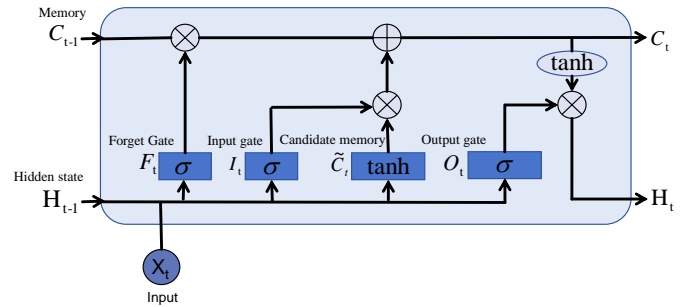 Memory
C t-1
C t
tanh
Forget Gate
Input gate
Candidate memory
Output gate
F t
σ
I t
σ
C̃ t
tanh
O t
σ
Hidden state
H t-1
H t
X t
Input